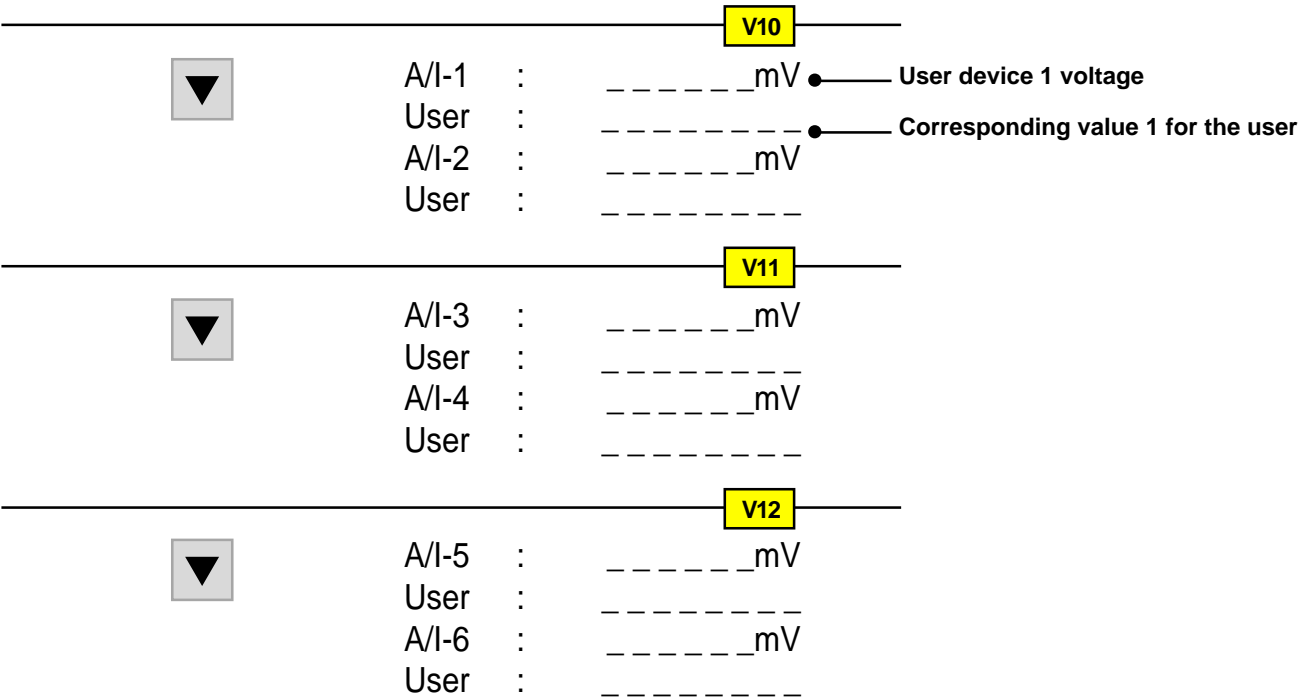 V10
A/I-1 : _ _ _ _ _ _mV User device 1 voltage
User : _ _ _ _ _ _ _ _ Corresponding value 1 for the user
A/I-2 : _ _ _ _ _ _mV
User : _ _ _ _ _ _ _ _
V11
A/I-3 : _ _ _ _ _ _mV
User : _ _ _ _ _ _ _ _
A/I-4 : _ _ _ _ _ _mV
User : _ _ _ _ _ _ _ _
V12
A/I-5 : _ _ _ _ _ _mV
User : _ _ _ _ _ _ _ _
A/I-6 : _ _ _ _ _ _mV
User : _ _ _ _ _ _ _ _